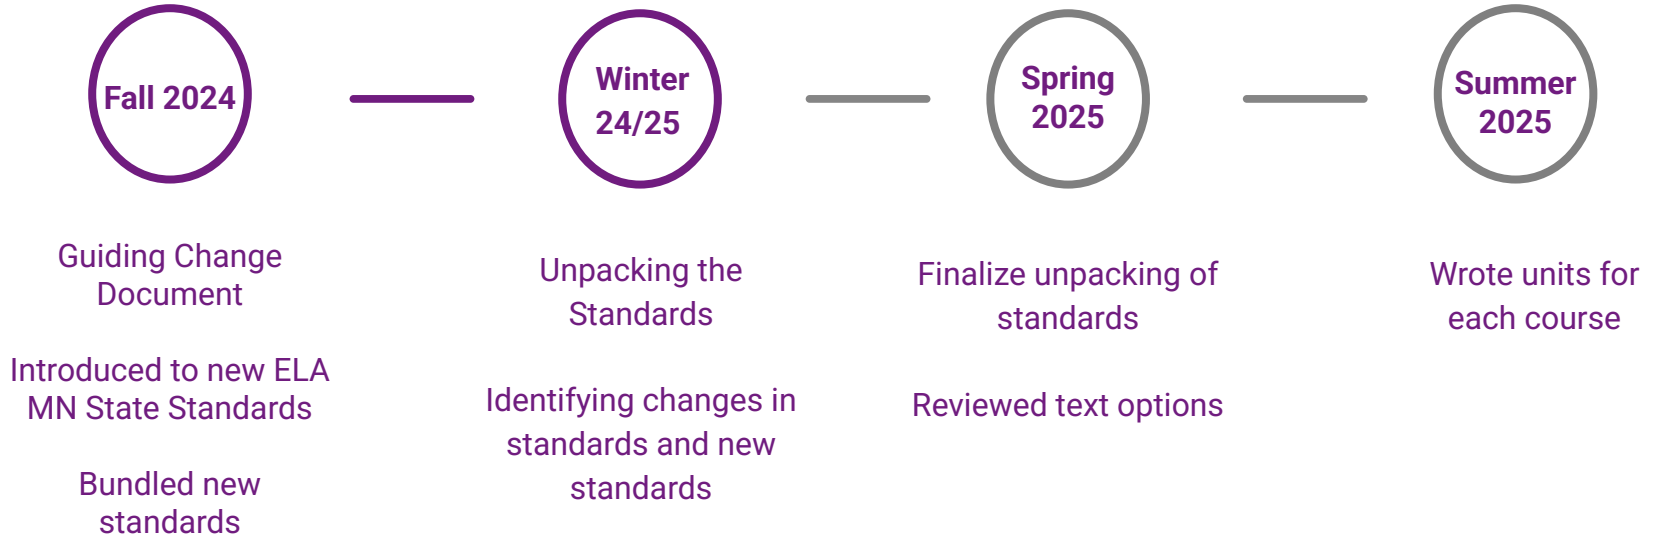 Fall 2024
Guiding Change
Document
Introduced to new ELA
MN State Standards
Bundled new
standards
Winter
24/25
Unpacking the
Standards
Identifying changes in
standards and new
standards
Spring
2025
Finalize unpacking of
standards
Reviewed text options
Summer
2025
Wrote units for
each course